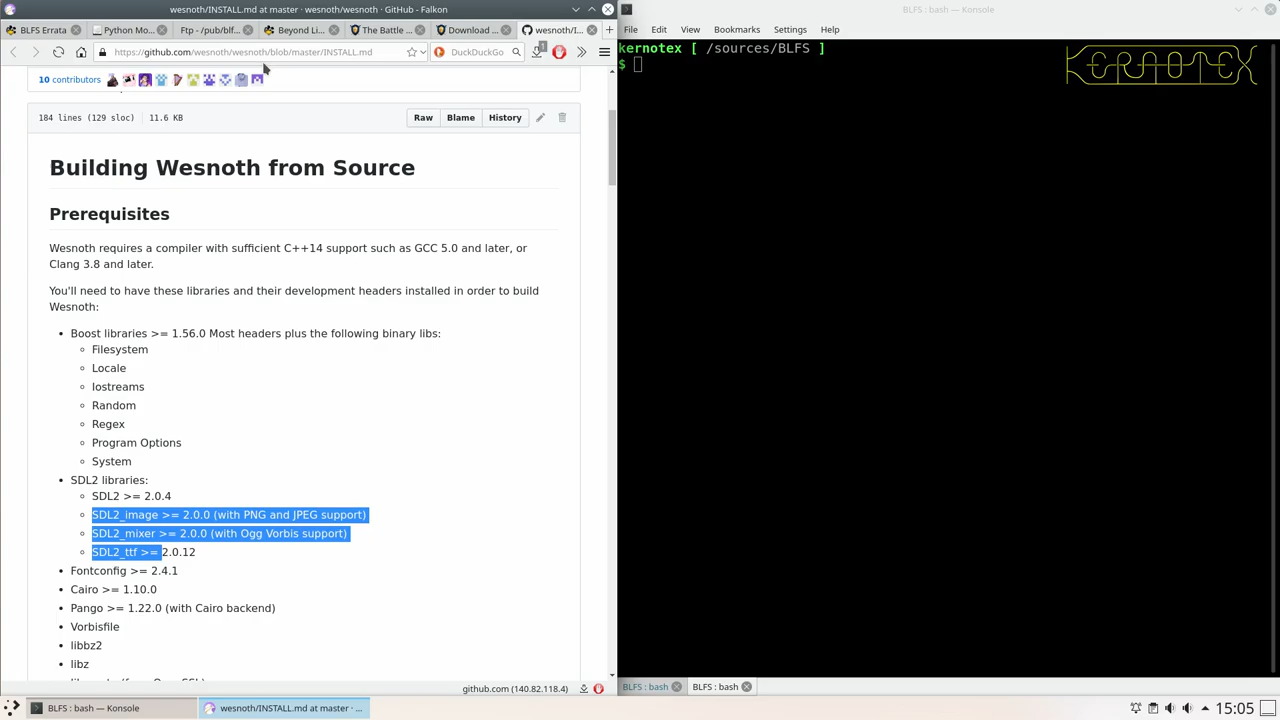 wesnoth/INSTALL.md at master · wesnoth/wesnoth · GitHub - Falkon
BLFS Errata
Python Mo...
Ftp - /pub/blf...
Beyond Li...
The Battle ...
Download ...
wesnoth/I...
https://github.com/wesnoth/wesnoth/blob/master/INSTALL.md
DuckDuckGo
1
10 contributors
184 lines (129 sloc)
11.6 KB
Raw
Blame
History
Building Wesnoth from Source
Prerequisites
Wesnoth requires a compiler with sufficient C++14 support such as GCC 5.0 and later, or
Clang 3.8 and later.
You'll need to have these libraries and their development headers installed in order to build
Wesnoth:
Boost libraries >= 1.56.0 Most headers plus the following binary libs:
Filesystem
Locale
Iostreams
Random
Regex
Program Options
System
SDL2 libraries:
SDL2 >= 2.0.4
SDL2_image >= 2.0.0 (with PNG and JPEG support)
SDL2_mixer >= 2.0.0 (with Ogg Vorbis support)
SDL2_ttf >= 2.0.12
Fontconfig >= 2.4.1
Cairo >= 1.10.0
Pango >= 1.22.0 (with Cairo backend)
Vorbisfile
libbz2
libz
github.com (140.82.118.4)
BLFS : bash — Konsole
File Edit View Bookmarks Settings Help
kernotex [ /sources/BLFS ]
$
KERNOTEX
BLFS : bash
BLFS : bash
BLFS : bash — Konsole
wesnoth/INSTALL.md at master · ...
15:05